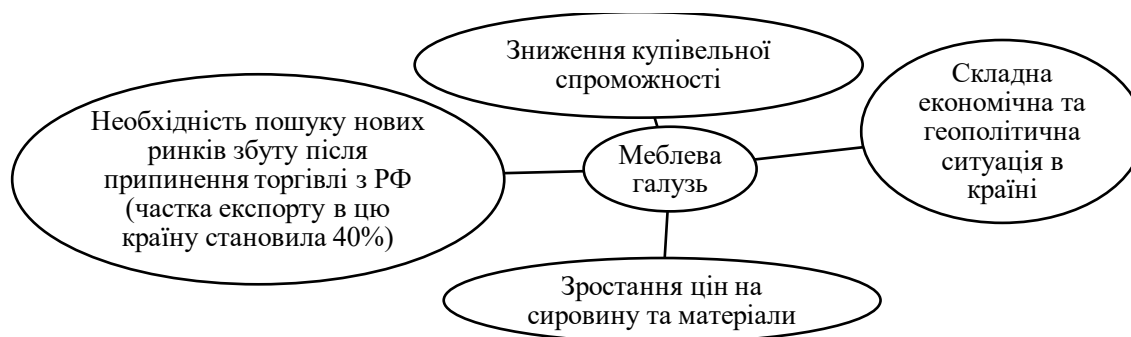 Зниження купівельної
спроможності
Складна
економічна та
геополітична
ситуація в
країні
Необхідність пошуку нових
ринків збуту після
припинення торгівлі з РФ
(частка експорту в цю
країну становила 40%)
Меблева
галузь
Зростання цін на
сировину та матеріали